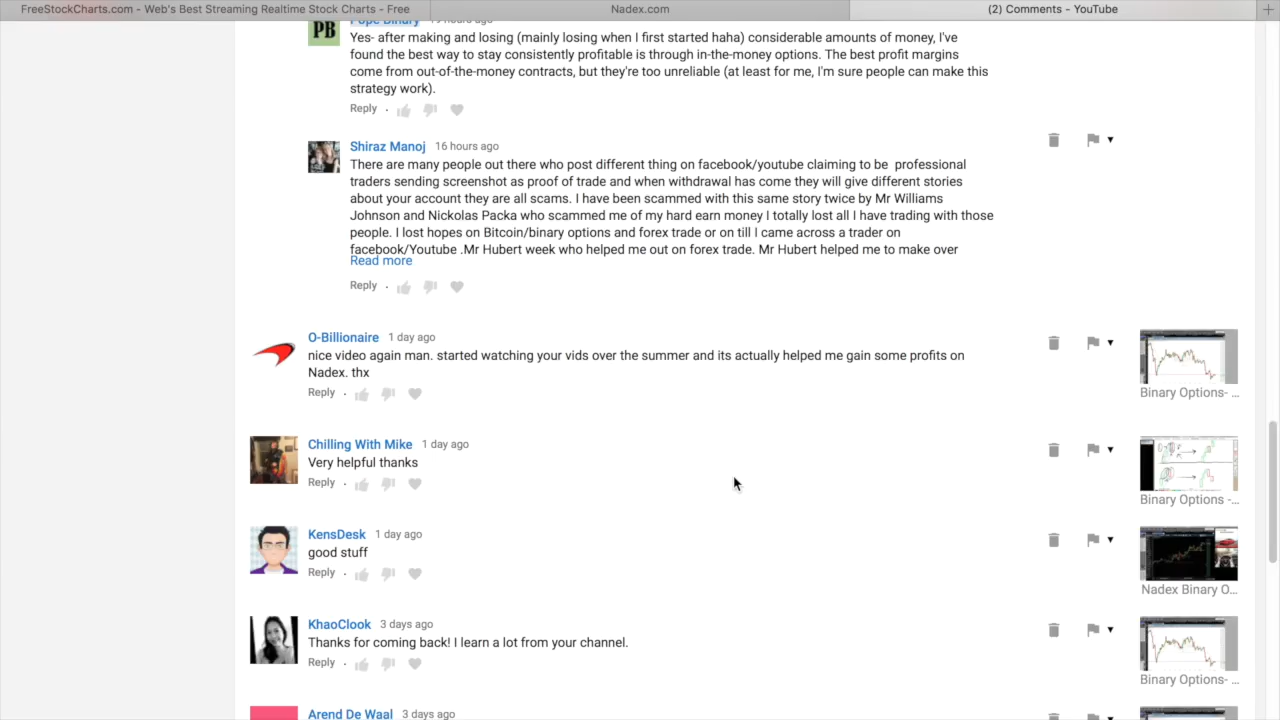 FreeStockCharts.com - Web's Best Streaming Realtime Stock Charts - Free
Nadex.com
(2) Comments - YouTube
+
PB
Pope Binary 19 hours ago
Yes- after making and losing (mainly losing when I first started haha) considerable amounts of money, I've
found the best way to stay consistently profitable is through in-the-money options. The best profit margins
come from out-of-the-money contracts, but they're too unreliable (at least for me, I'm sure people can make this
strategy work).
Reply
Shiraz Manoj 16 hours ago
There are many people out there who post different thing on facebook/youtube claiming to be professional
traders sending screenshot as proof of trade and when withdrawal has come they will give different stories
about your account they are all scams. I have been scammed with this same story twice by Mr Williams
Johnson and Nickolas Packa who scammed me of my hard earn money I totally lost all I have trading with those
people. I lost hopes on Bitcoin/binary options and forex trade or on till I came across a trader on
facebook/Youtube .Mr Hubert week who helped me out on forex trade. Mr Hubert helped me to make over
Read more
Reply
O-Billionaire 1 day ago
nice video again man. started watching your vids over the summer and its actually helped me gain some profits on
Nadex. thx
Reply
Binary Options- ...
Chilling With Mike 1 day ago
Very helpful thanks
Reply
Binary Options -...
KensDesk 1 day ago
good stuff
Reply
Nadex Binary O...
KhaoClook 3 days ago
Thanks for coming back! I learn a lot from your channel.
Reply
Binary Options- ...
Arend De Waal 3 days ago